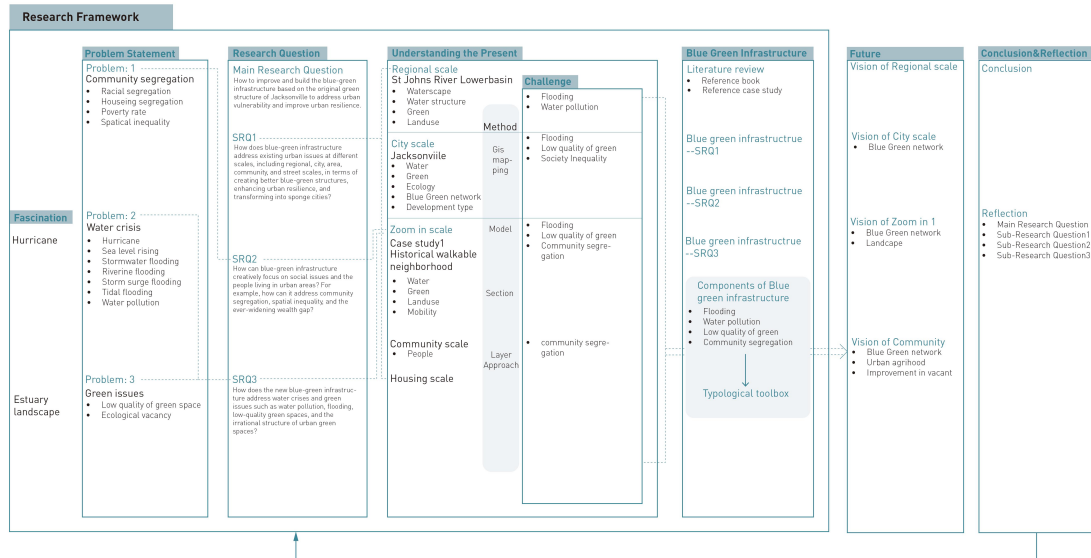 Research Framework
Fascination
Hurricane
Estuary
landscape
Problem Statement
Problem: 1
Community segregation
• Racial segregation
• Houseing segregation
• Poverty rate
• Spatical inequality
Problem: 2
Water crisis
• Hurricane
• Sea level rising
• Stormwater flooding
• Riverine flooding
• Storm surge flooding
• Tidal flooding
• Water pollution
Problem: 3
Green issues
• Low quality of green space
• Ecological vacancy
Research Question
Main Research Question
How to improve and build the blue-green
infrastructure based on the original green
structure of Jacksonville to address urban
vulnerability and improve urban resilience.
SRQ1
How does blue-green infrastructure
address existing urban issues at different
scales, including regional, city, area,
community, and street scales, in terms of
creating better blue-green structures,
enhancing urban resilience, and
transforming into sponge cities?
SRQ2
How can blue-green infrastructure
creatively focus on social issues and the
people living in urban areas? For
example, how can it address community
segregation, spatial inequality, and the
ever-widening wealth gap?
SRQ3
How does the new blue-green infrastruc-
ture address water crises and green
issues such as water pollution, flooding,
low-quality green spaces, and the
irrational structure of urban green
spaces?
Understanding the Present
Regional scale
St Johns River Lowerbasin
• Waterscape
• Water structure
• Green
• Landuse
City scale
Jacksonviile
• Water
• Green
• Ecology
• Blue Green network
• Development type
Zoom in scale
Case study1
Historical walkable
neighborhood
• Water
• Green
• Landuse
• Mobility
Community scale
• People
Housing scale
Method
Gis
map-
ping
Model
Section
Layer
Approach
Challenge
• Flooding
• Water pollution
• Flooding
• Low quality of green
• Society Inequality
• Flooding
• Low quality of green
• Community segre-
gation
• community segre-
gation
Blue Green Infrastructure
Literature review
• Reference book
• Reference case study
Blue green infrastructrue
--SRQ1
Blue green infrastructrue
--SRQ2
Blue green infrastructrue
--SRQ3
Components of Blue
green infrastructure
• Flooding
• Water pollution
• Low quality of green
• Community segregation
Typological toolbox
Future
Vision of Regional scale
Vision of City scale
• Blue Green network
Vision of Zoom in 1
• Blue Green network
• Landcape
Vision of Community
• Blue Green network
• Urban agrihood
• Improvement in vacant
Conclusion&Reflection
Conclusion
Reflection
• Main Research Question
• Sub-Research Question1
• Sub-Research Question2
• Sub-Research Question3